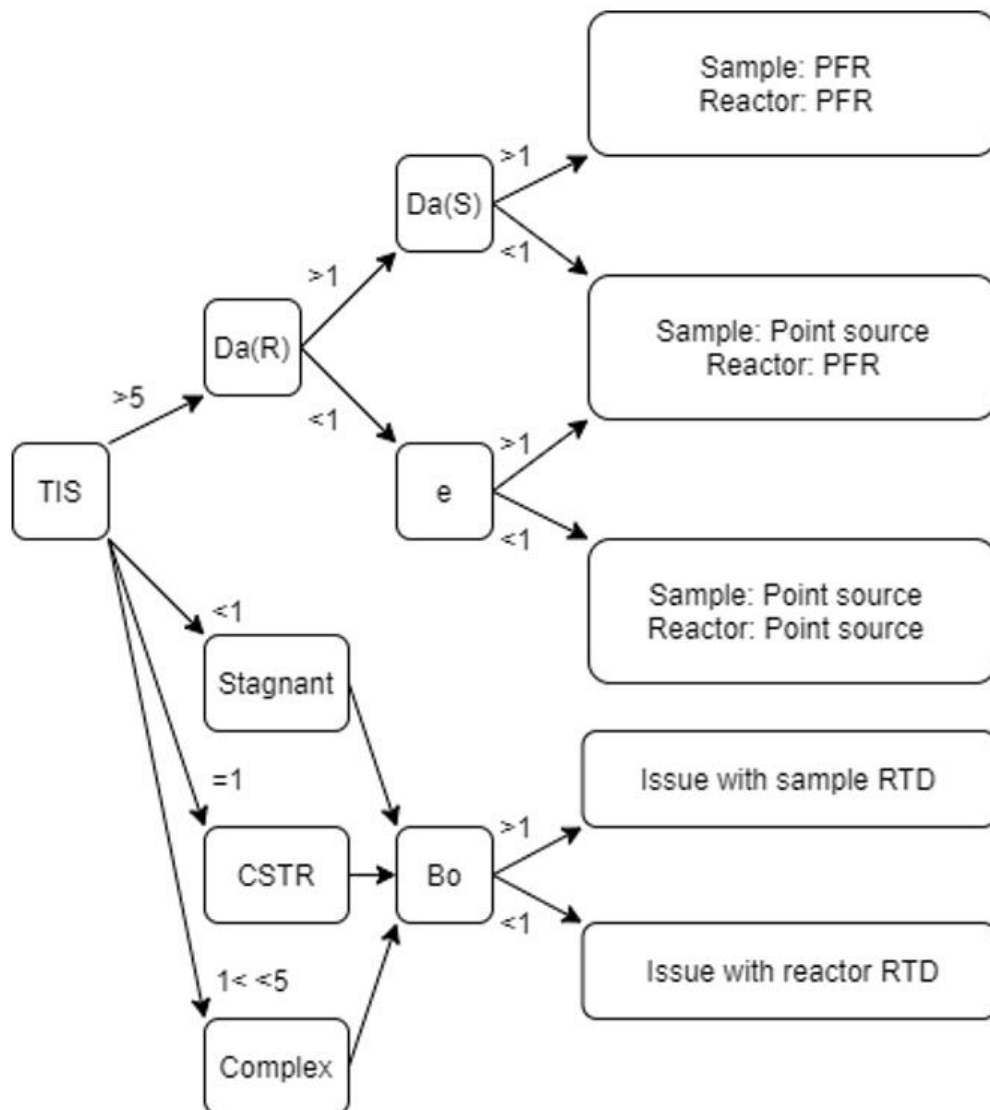 Sample: PFR
Reactor: PFR
>1
Da(S)
<1
>1
Sample: Point source
Reactor: PFR
Da(R)
>5
<1
>1
TIS
e
<1
Sample: Point source
Reactor: Point source
<1
Stagnant
Issue with sample RTD
=1
>1
CSTR
Bo
<1
Issue with reactor RTD
1< <5
Complex